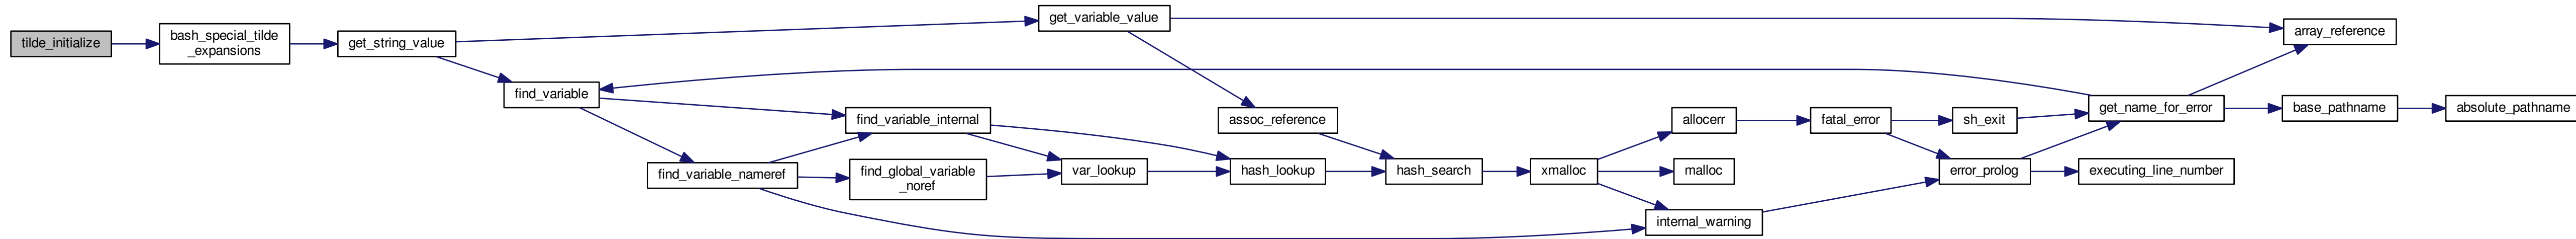 tilde_initialize
bash_special_tilde
_expansions
get_string_value
get_variable_value
find_variable
find_variable_internal
find_variable_nameref
find_global_variable
_noref
var_lookup
assoc_reference
hash_lookup
hash_search
xmalloc
allocerr
malloc
internal_warning
fatal_error
sh_exit
error_prolog
get_name_for_error
executing_line_number
array_reference
base_pathname
absolute_pathname